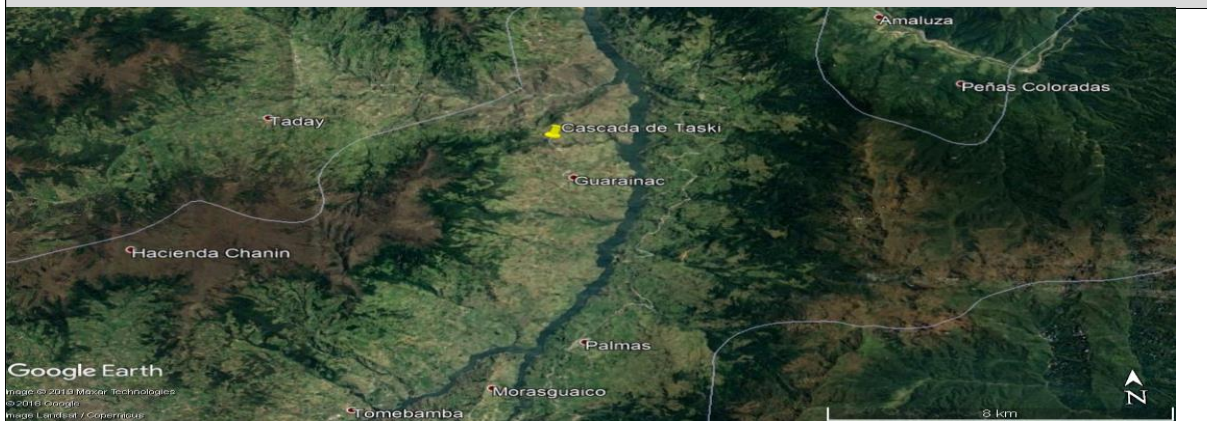 Amaluza
Peñas Coloradas
Taday
Cascada de Taski
Guarainac
Hacienda Chanin
Palmas
Morasguaico
Tomebamba
Google Earth
Image © 2019 Maxar Technologies
© 2018 Google
Image Landsat / Copernicus
N
8 km